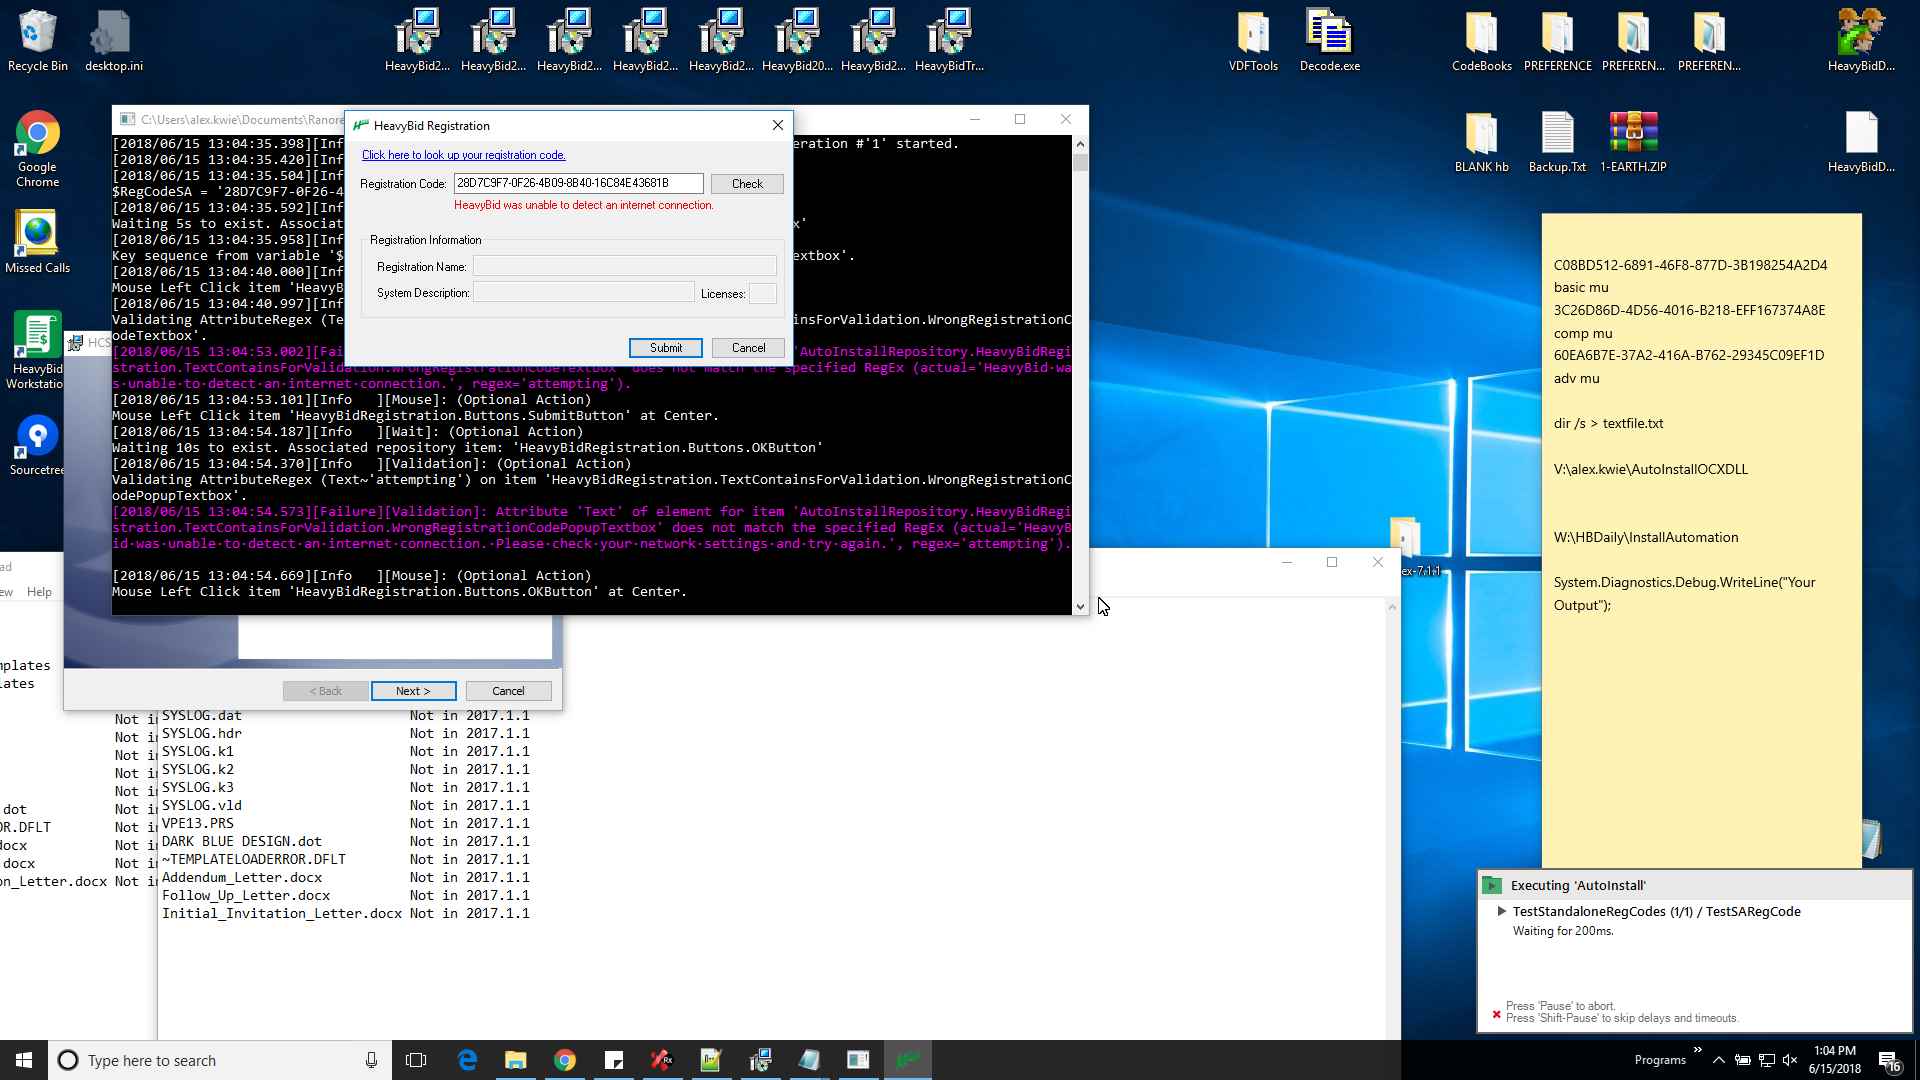 Recycle Bin
desktop.ini
HeavyBid2...
HeavyBid2...
HeavyBid2...
HeavyBid2...
HeavyBid2...
HeavyBid20...
HeavyBid2...
HeavyBidTr...
VDFTools
Decode.exe
CodeBooks
PREFERENCE
PREFEREN...
PREFEREN...
HeavyBidD...
Google
Chrome
BLANK hb
Backup.Txt
1-EARTH.ZIP
HeavyBidD...
Missed Calls
HeavyBid
Workstatio
Sourcetree
C:\Users\alex.kwie\Documents\Ranore
HeavyBid Registration
Click here to look up your registration code.
Registration Code:
28D7C9F7-0F26-4B09-8B40-16C84E43681B
Check
HeavyBid was unable to detect an internet connection.
Registration Information
Registration Name:
System Description:
Licenses:
Submit
Cancel
[2018/06/15 13:04:35.398][Inf
eration #'1' started.
[2018/06/15 13:04:35.420][Inf
[2018/06/15 13:04:35.504][Inf
$RegCodeSA = '28D7C9F7-0F26-4
[2018/06/15 13:04:35.592][Inf
Waiting 5s to exist. Associat
x'
[2018/06/15 13:04:35.958][Inf
Key sequence from variable '$
extbox'.
[2018/06/15 13:04:40.000][Inf
Mouse Left Click item 'HeavyB
[2018/06/15 13:04:40.997][Inf
Validating AttributeRegex (Te
insForValidation.WrongRegistrationC
odeTextbox'.
[2018/06/15 13:04:53.002][Fai
'AutoInstallRepository.HeavyBidRegi
stration.TextContainsForValidation.WrongRegistrationCodeTextbox' does not match the specified RegEx (actual='HeavyBid·wa
s·unable·to·detect·an·internet·connection.', regex='attempting').
[2018/06/15 13:04:53.101][Info   ][Mouse]: (Optional Action)
Mouse Left Click item 'HeavyBidRegistration.Buttons.SubmitButton' at Center.
[2018/06/15 13:04:54.187][Info   ][Wait]: (Optional Action)
Waiting 10s to exist. Associated repository item: 'HeavyBidRegistration.Buttons.OKButton'
[2018/06/15 13:04:54.370][Info   ][Validation]: (Optional Action)
Validating AttributeRegex (Text~'attempting') on item 'HeavyBidRegistration.TextContainsForValidation.WrongRegistrationC
odePopupTextbox'.
[2018/06/15 13:04:54.573][Failure][Validation]: Attribute 'Text' of element for item 'AutoInstallRepository.HeavyBidRegi
stration.TextContainsForValidation.WrongRegistrationCodePopupTextbox' does not match the specified RegEx (actual='HeavyB
id·was·unable·to·detect·an·internet·connection.·Please·check·your·network·settings·and·try·again.', regex='attempting').
[2018/06/15 13:04:54.669][Info   ][Mouse]: (Optional Action)
Mouse Left Click item 'HeavyBidRegistration.Buttons.OKButton' at Center.
HCS
< Back
Next >
Cancel
ad
ew
Help
mplates
lates
Not in
Not in
Not in
Not in
Not in
.dot Not in
OR.DFLT Not in
docx Not in
.docx Not in
on_Letter.docx Not in
SYSLOG.dat Not in 2017.1.1
SYSLOG.hdr Not in 2017.1.1
SYSLOG.k1 Not in 2017.1.1
SYSLOG.k2 Not in 2017.1.1
SYSLOG.k3 Not in 2017.1.1
SYSLOG.vld Not in 2017.1.1
VPE13.PRS Not in 2017.1.1
DARK BLUE DESIGN.dot Not in 2017.1.1
~TEMPLATELOADERROR.DFLT Not in 2017.1.1
Addendum_Letter.docx Not in 2017.1.1
Follow_Up_Letter.docx Not in 2017.1.1
Initial_Invitation_Letter.docx Not in 2017.1.1
ex-7.1.1
C08BD512-6891-46F8-877D-3B198254A2D4
basic mu
3C26D86D-4D56-4016-B218-EFF167374A8E
comp mu
60EA6B7E-37A2-416A-B762-29345C09EF1D
adv mu
dir /s > textfile.txt
V:\alex.kwie\AutoInstallOCXDLL
W:\HBDaily\InstallAutomation
System.Diagnostics.Debug.WriteLine("Your
Output");
Executing 'AutoInstall'
TestStandaloneRegCodes (1/1) / TestSARegCode
Waiting for 200ms.
Press 'Pause' to abort.
Press 'Shift-Pause' to skip delays and timeouts.
Type here to search
Programs
1:04 PM
6/15/2018
16